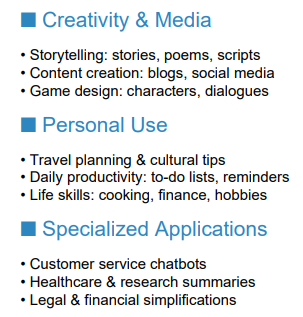 ■ Creativity & Media
• Storytelling: stories, poems, scripts
• Content creation: blogs, social media
• Game design: characters, dialogues
■ Personal Use
• Travel planning & cultural tips
• Daily productivity: to-do lists, reminders
• Life skills: cooking, finance, hobbies
■ Specialized Applications
• Customer service chatbots
• Healthcare & research summaries
• Legal & financial simplifications